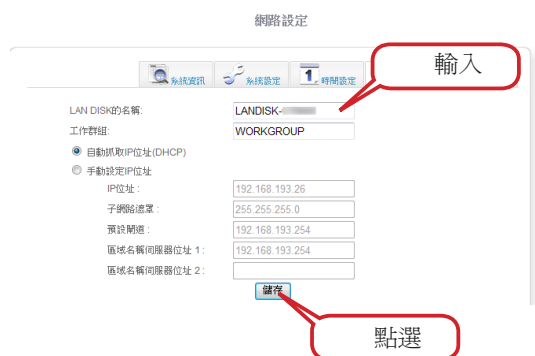 網路設定
輸入
系統資訊 系統設定 1 時間設定
LAN DISK的名稱: LANDISK-
工作群組: WORKGROUP
自動抓取IP位址(DHCP)
手動設定IP位址
IP位址 : 192.168.193.26
子網路遮罩 : 255.255.255.0
預設閘道 : 192.168.193.254
區域名稱伺服器位址 1 : 192.168.193.254
區域名稱伺服器位址 2 :
儲存
點選